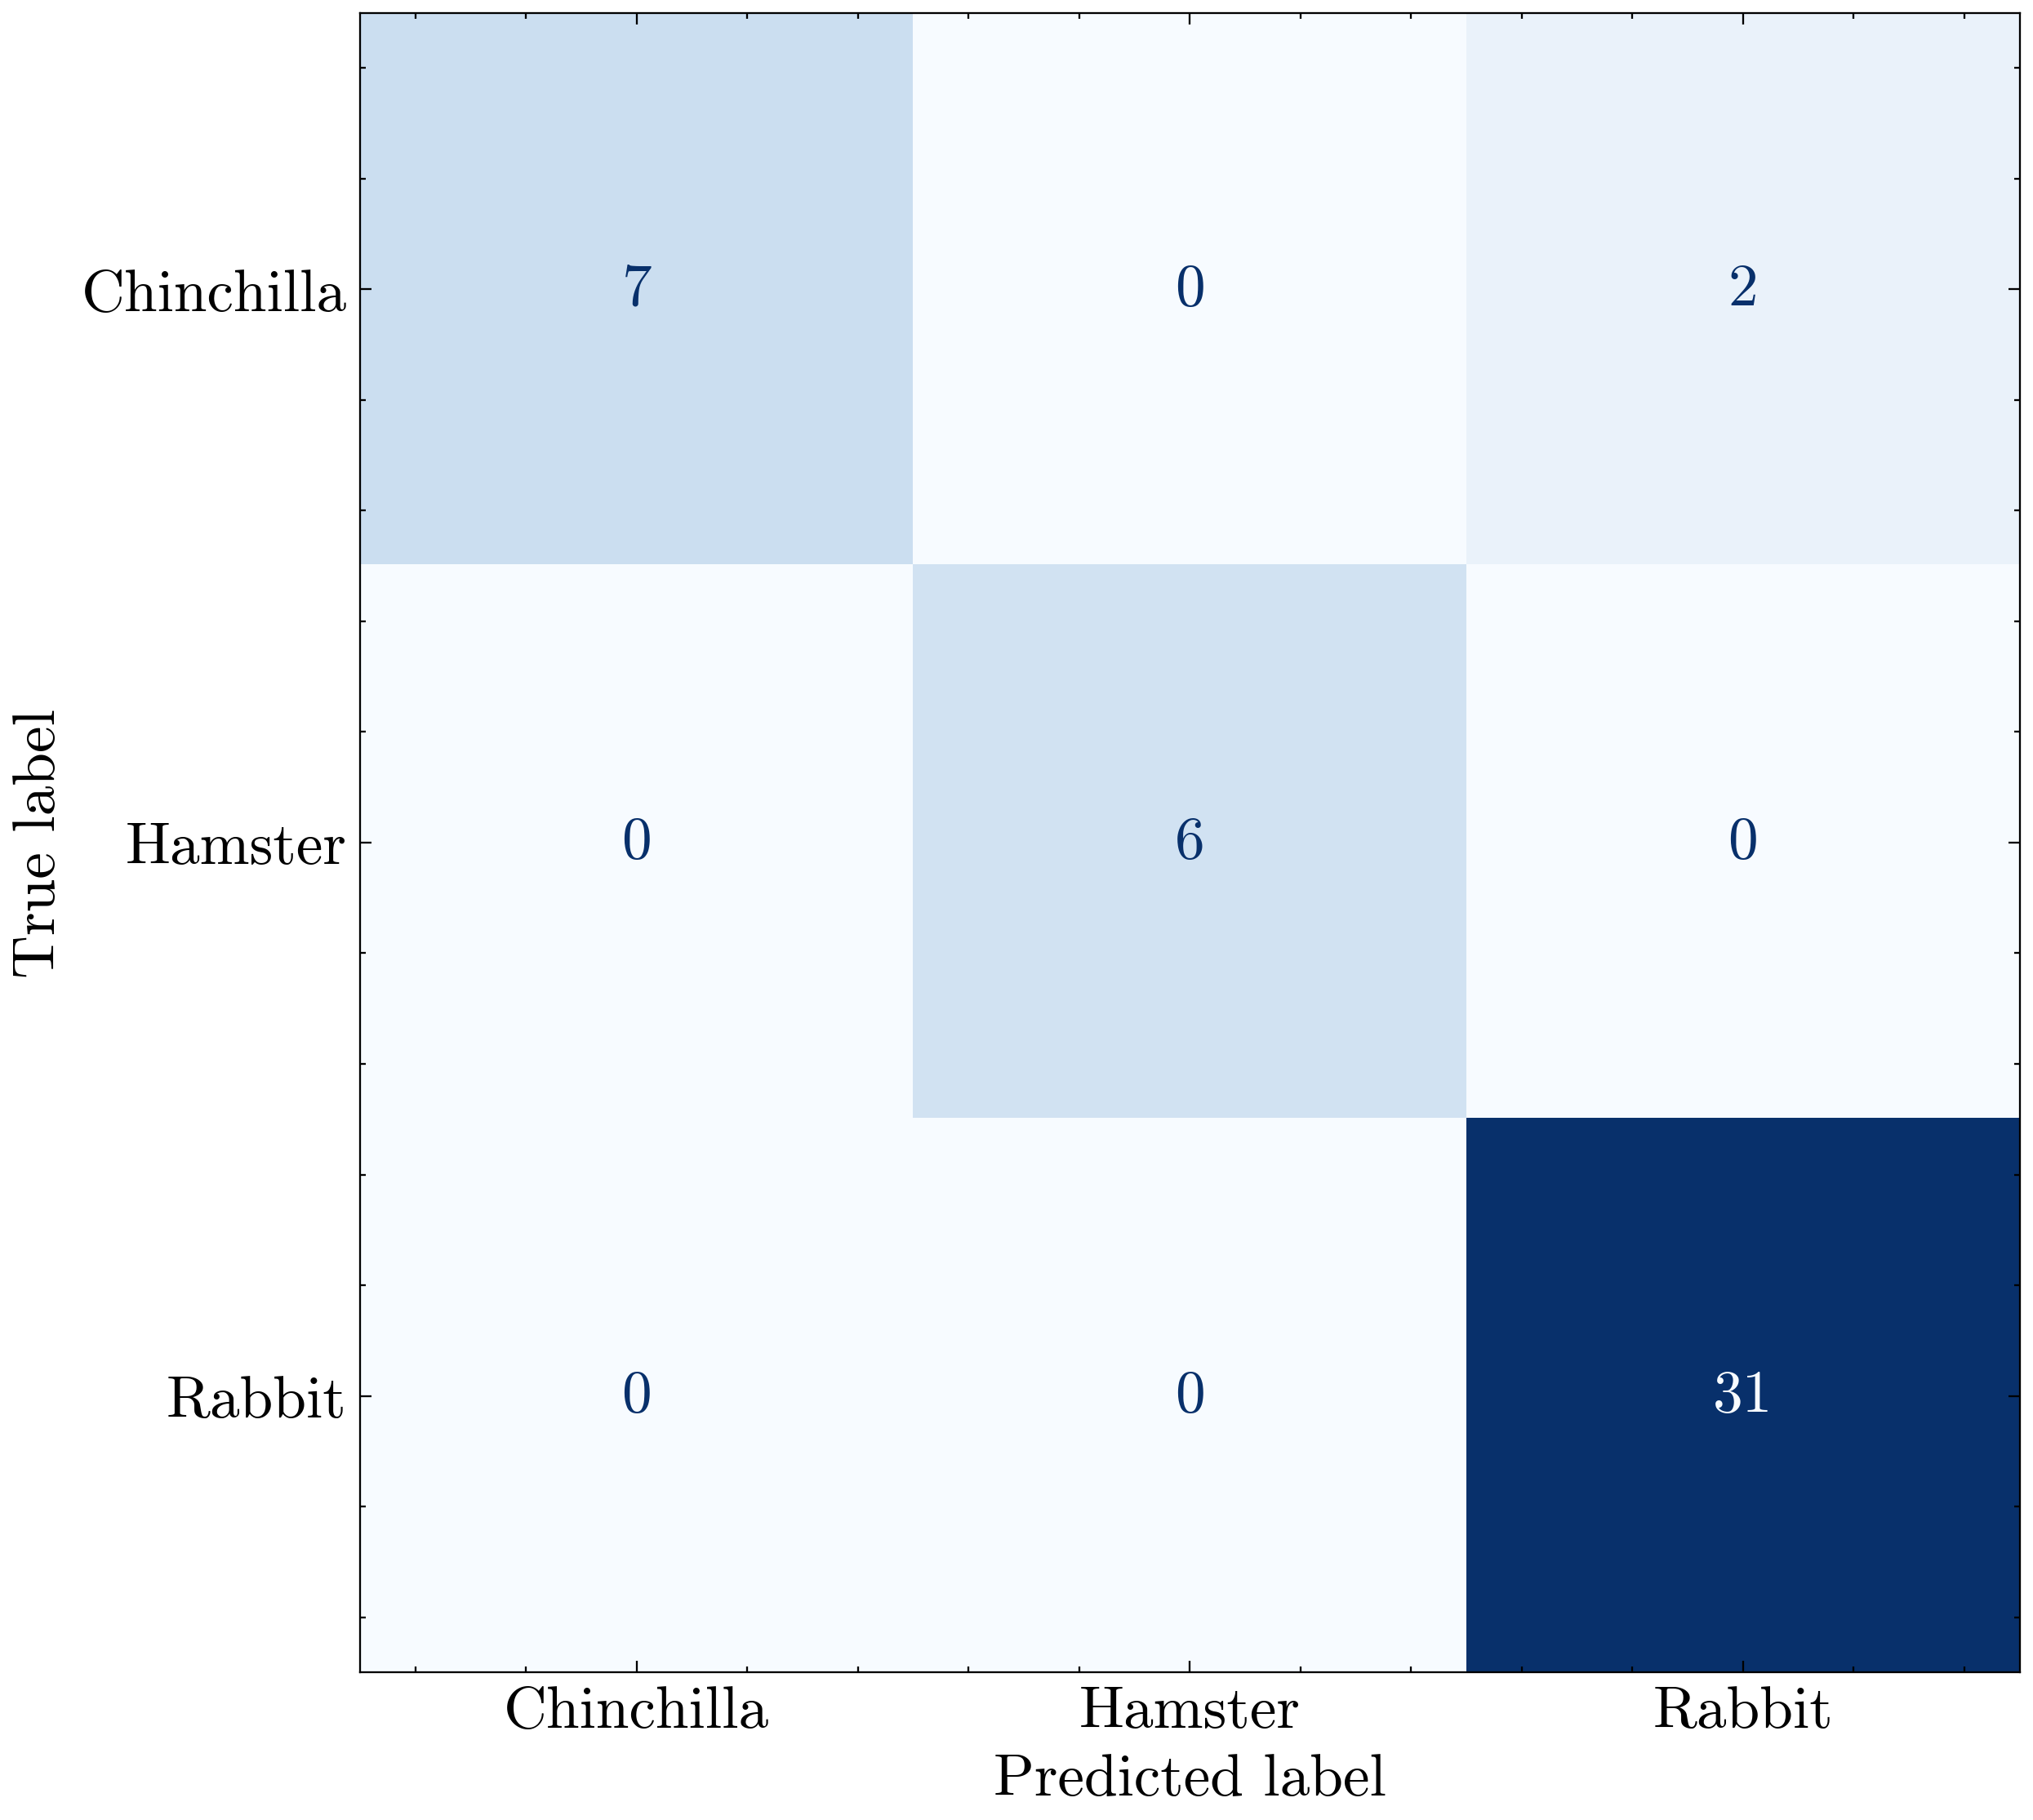 Chinchilla 7 0 2
True label
Hamster 0 6 0
Rabbit 0 0 31
Chinchilla Hamster Rabbit
Predicted label